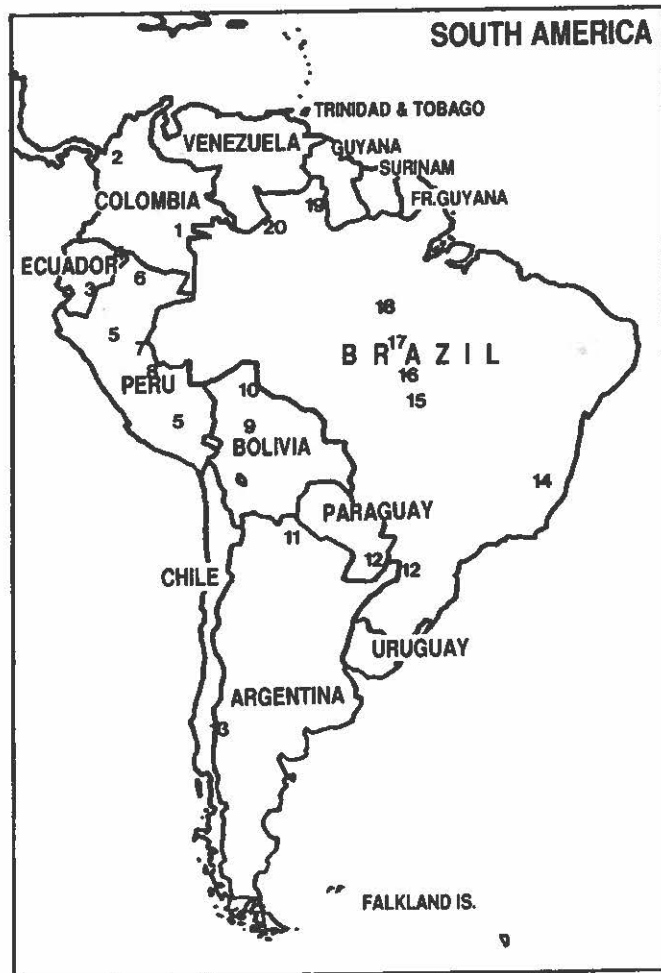 SOUTH AMERICA
TRINIDAD & TOBAGO
VENEZUELA
GUYANA
2
SURINAM
COLOMBIA
19
FR.GUYANA
1
20
ECUADOR
6
3
18
5
17
BRAZIL
7
8
16
PERU
10
15
5
9
BOLIVIA
14
PARAGUAY
11
12
12
CHILE
URUGUAY
ARGENTINA
13
FALKLAND IS.